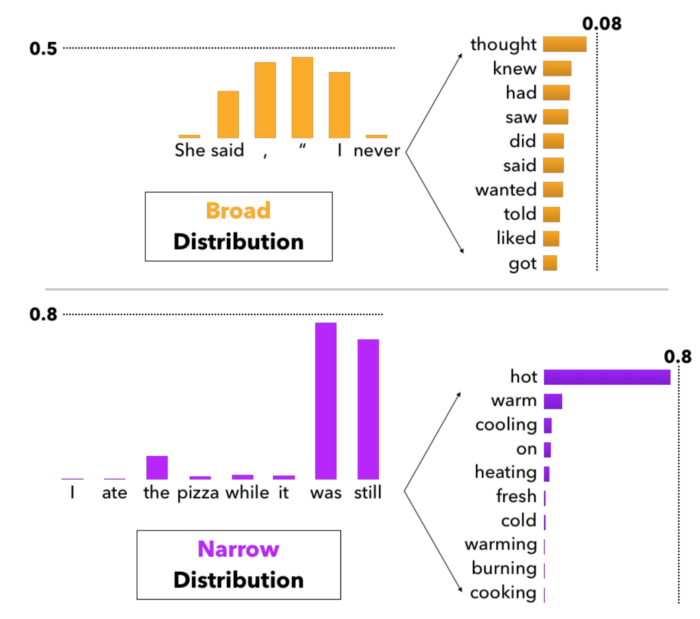 0.5
She said , “ I never
Broad
Distribution
0.08
thought
knew
had
saw
did
said
wanted
told
liked
got
0.8
I ate the pizza while it was still
Narrow
Distribution
0.8
hot
warm
cooling
on
heating
fresh
cold
warming
burning
cooking